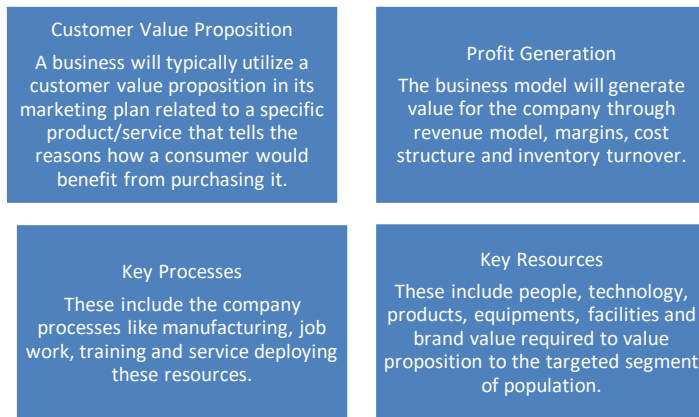 Customer Value Proposition
A business will typically utilize a
customer value proposition in its
marketing plan related to a specific
product/service that tells the
reasons how a consumer would
benefit from purchasing it.
Profit Generation
The business model will generate
value for the company through
revenue model, margins, cost
structure and inventory turnover.
Key Processes
These include the company
processes like manufacturing, job
work, training and service deploying
these resources.
Key Resources
These include people, technology,
products, equipments, facilities and
brand value required to value
proposition to the targeted segment
of population.